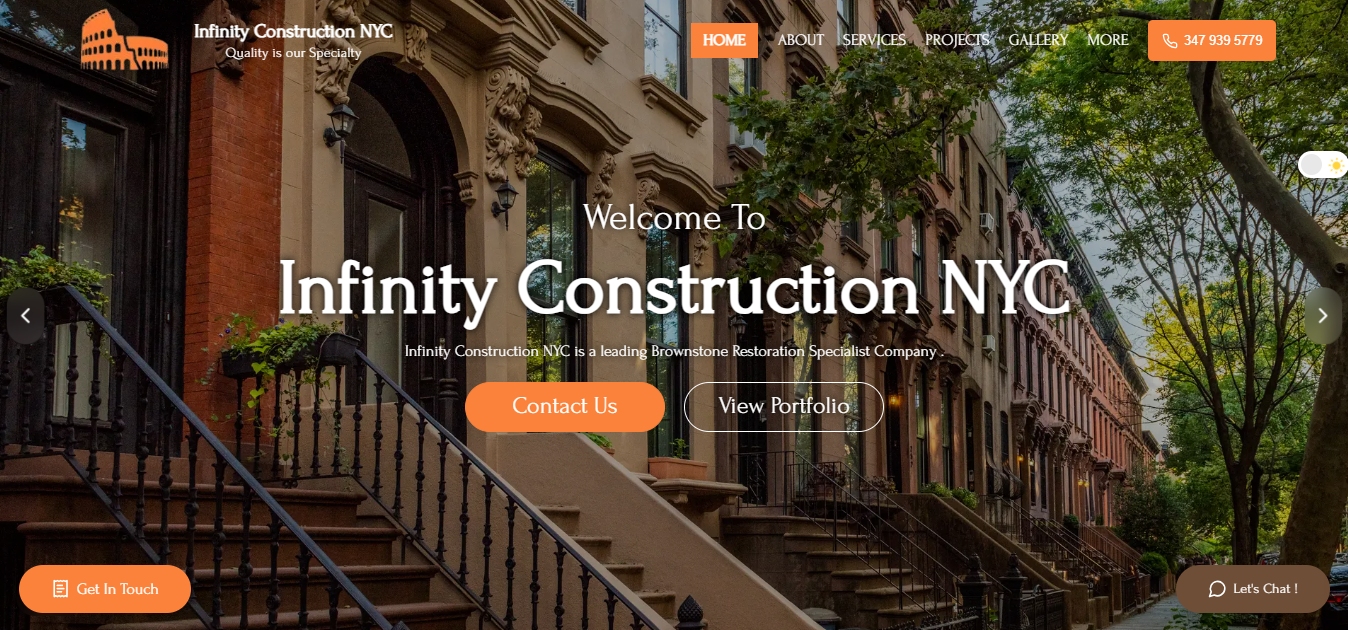 Infinity Construction NYC
Quality is our Specialty
HOME ABOUT SERVICES PROJECTS GALLERY MORE 347 939 5779
Welcome To
Infinity Construction NYC
Infinity Construction NYC is a leading Brownstone Restoration Specialist Company .
Contact Us View Portfolio
Get In Touch
Let's Chat !